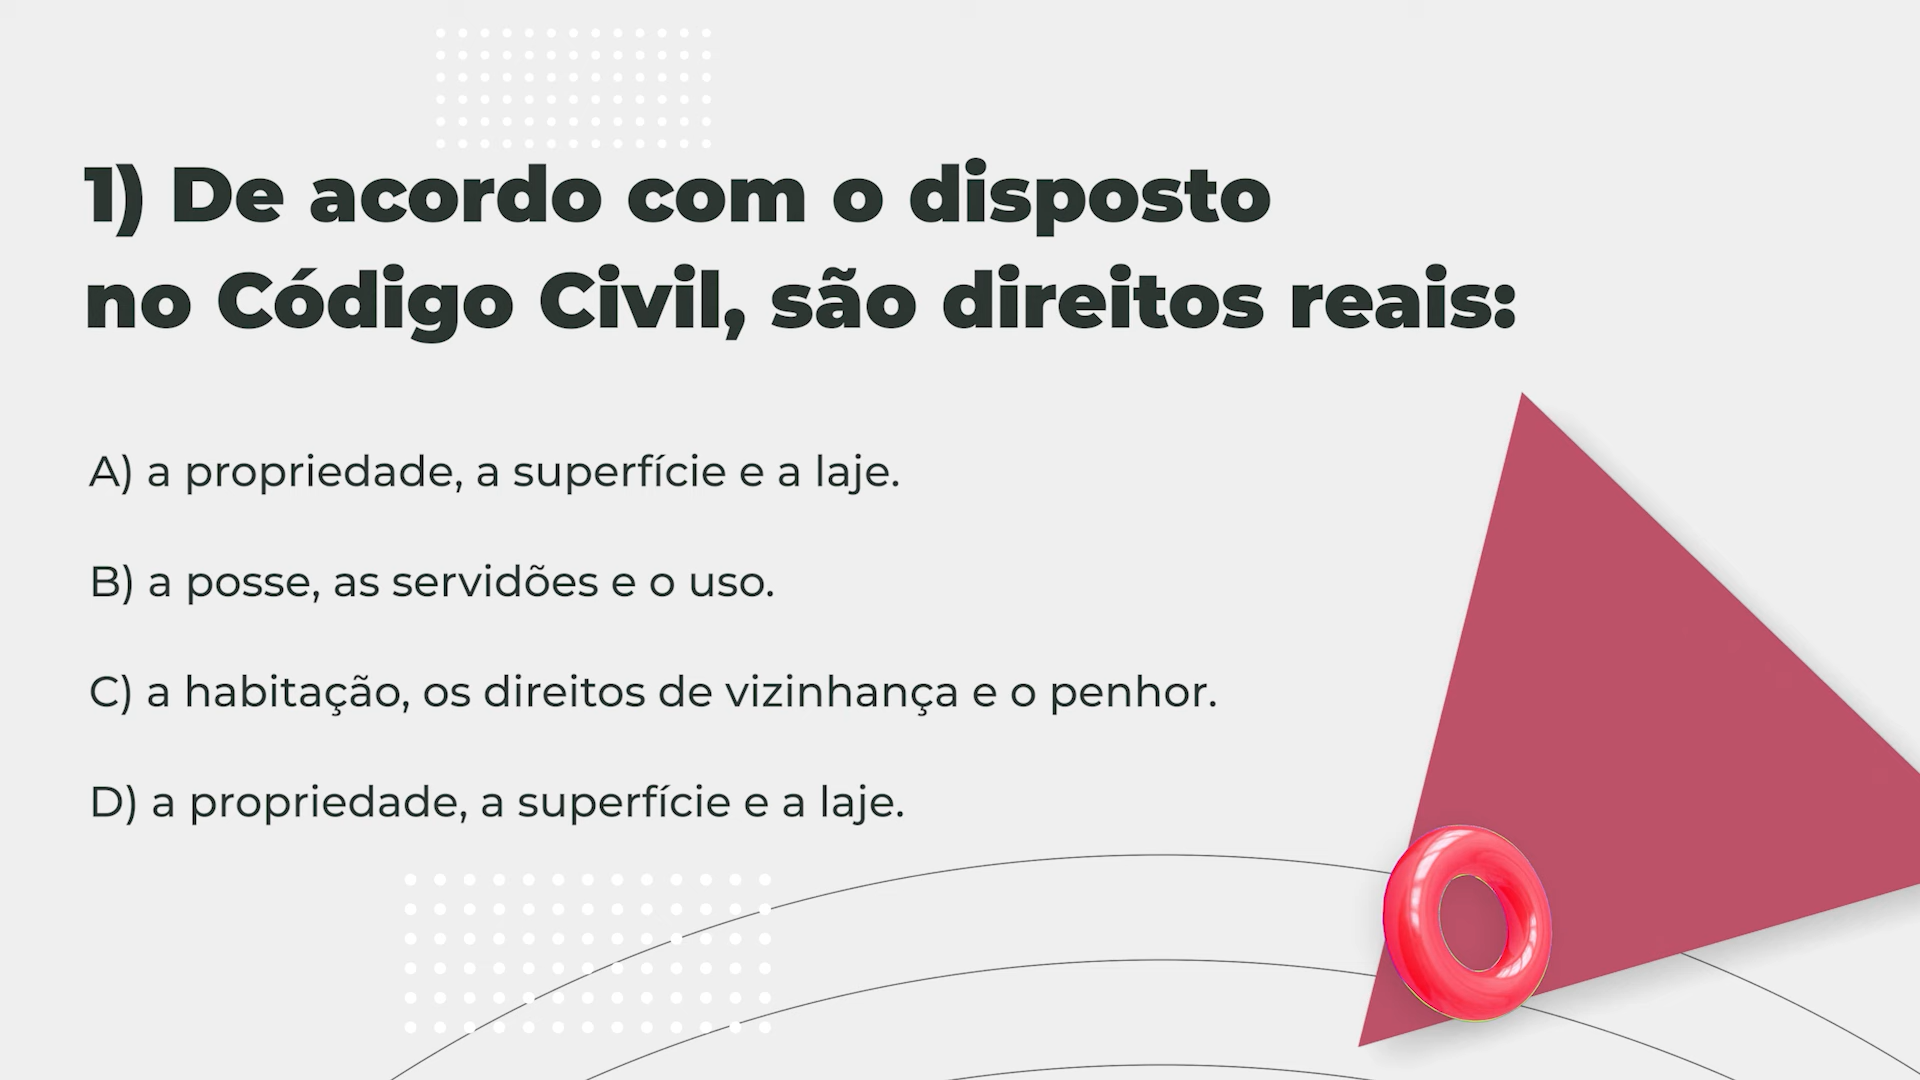 1) De acordo com o disposto
no Código Civil, são direitos reais:
A) a propriedade, a superfície e a laje.
B) a posse, as servidões e o uso.
C) a habitação, os direitos de vizinhança e o penhor.
D) a propriedade, a superfície e a laje.